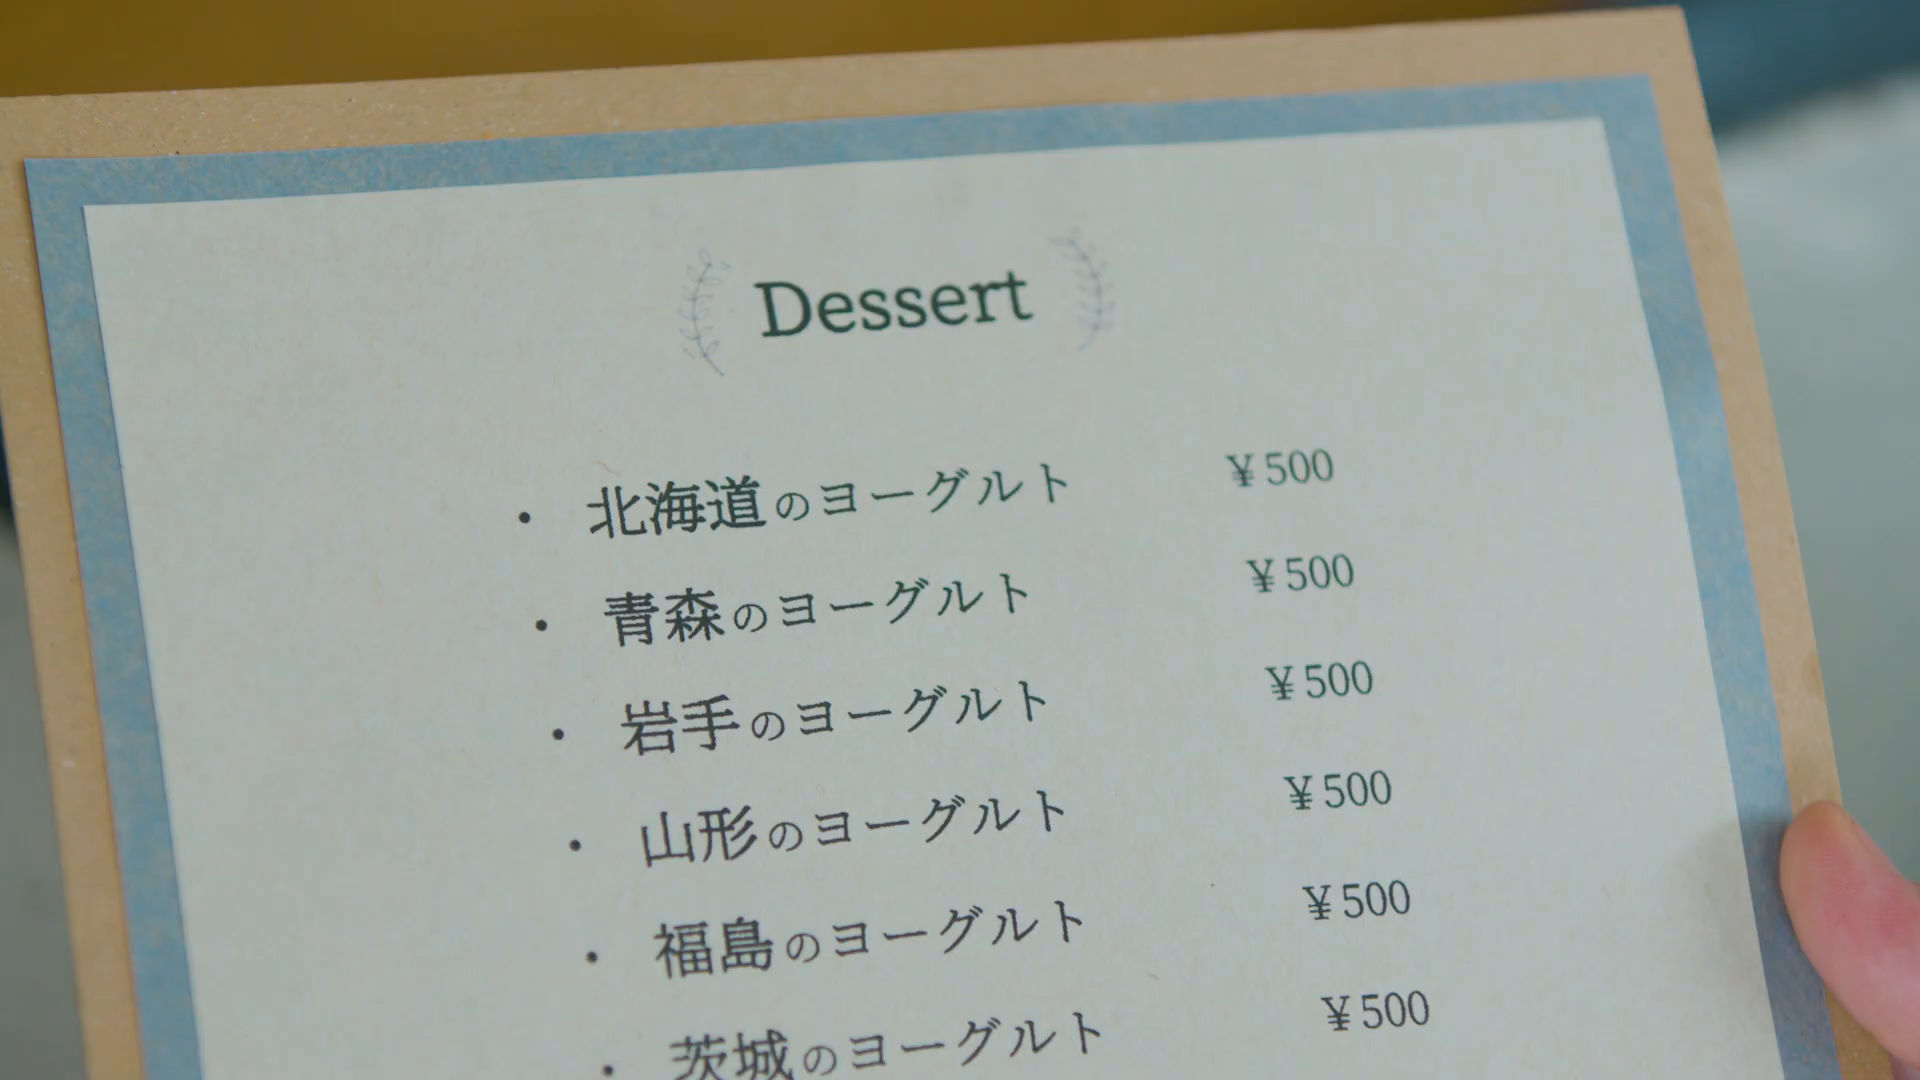 Dessert
・ 北海道のヨーグルト ¥500
・ 青森のヨーグルト ¥500
・ 岩手のヨーグルト ¥500
・ 山形のヨーグルト ¥500
・ 福島のヨーグルト ¥500
・ 茨城のヨーグルト ¥500